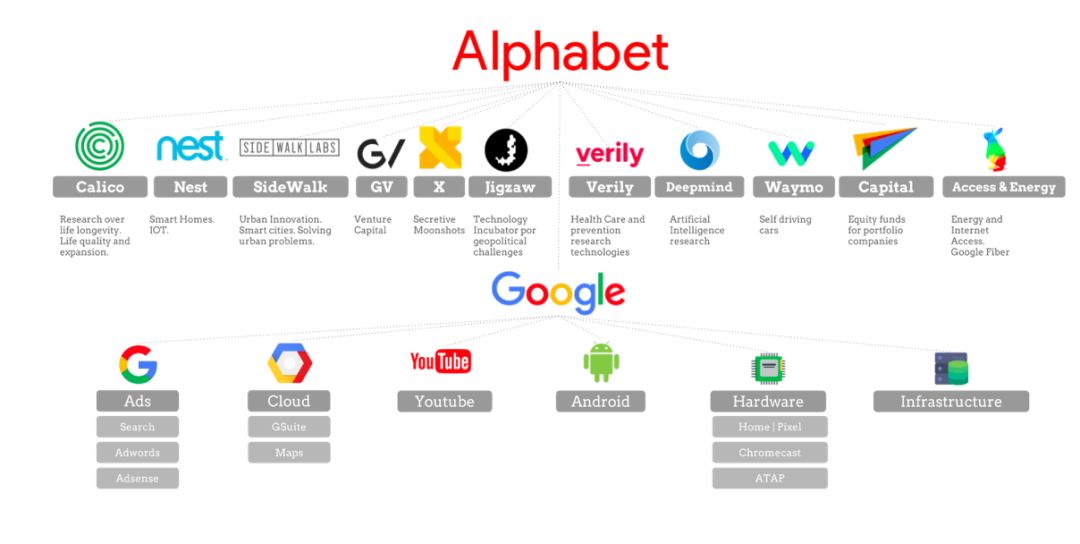 Alphabet
nest
SIDE WALK LABS
G/
verily
Calico
Nest
SideWalk
GV
X
Jigzaw
Verily
Deepmind
Waymo
Capital
Access & Energy
Research over
life longevity.
Life quality and
expansion.
Smart Homes.
IOT.
Urban Innovation.
Smart cities. Solving
urban problems.
Venture
Capital
Secretive
Moonshots
Technology
Incubator por
geopolitical
challenges
Health Care and
prevention
research
technologies
Artificial
Intelligence
research
Self driving
cars
Equity funds
for portfolio
companies
Energy and
Internet
Access.
Google Fiber
Google
G
YouTube
Ads
Cloud
Youtube
Android
Hardware
Infrastructure
Search
GSuite
Home | Pixel
Adwords
Maps
Chromecast
Adsense
ATAP